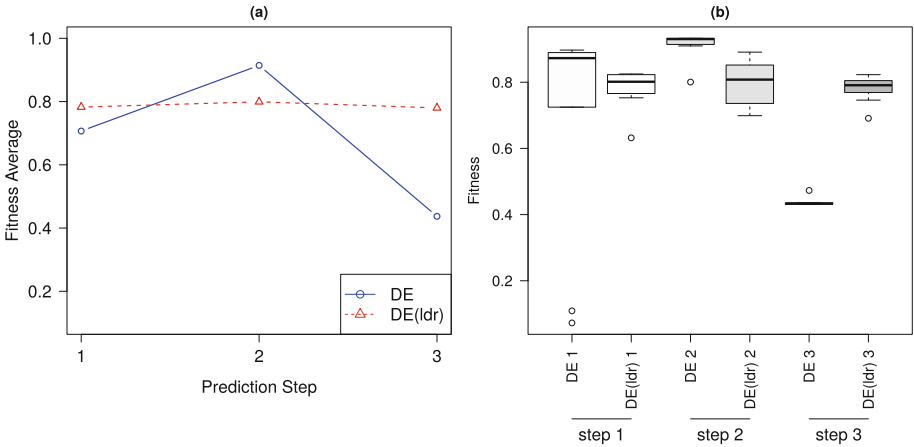 (a)
1.0
0.8
0.6
0.4
0.2
Fitness Average
1 2 3
Prediction Step
DE
DE(ldr)
(b)
0.8
0.6
0.4
0.2
Fitness
DE 1
DE(ldr) 1
DE 2
DE(ldr) 2
DE 3
DE(ldr) 3
step 1 step 2 step 3